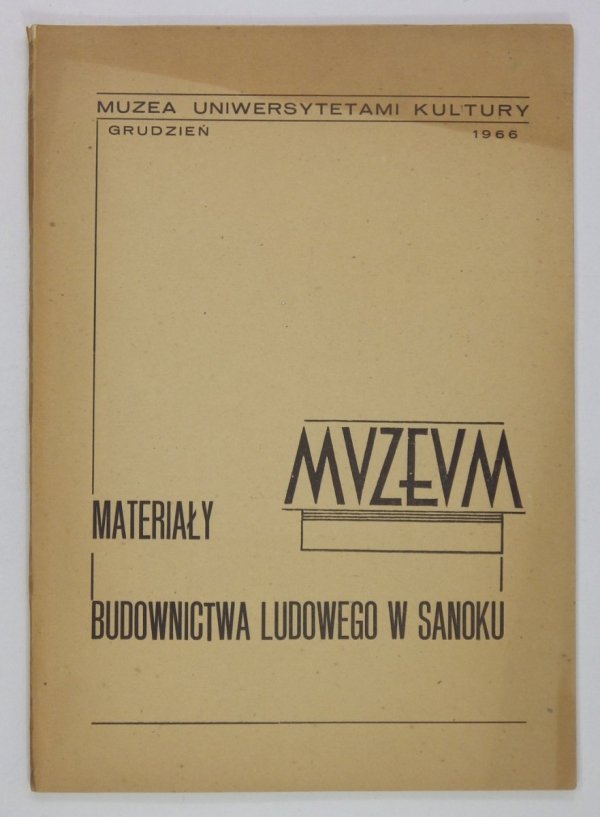 MUZEA UNIWERSYTETAMI KULTURY
GRUDZIEŃ 1966
MVZEVM
MATERIAŁY
BUDOWNICTWA LUDOWEGO W SANOKU